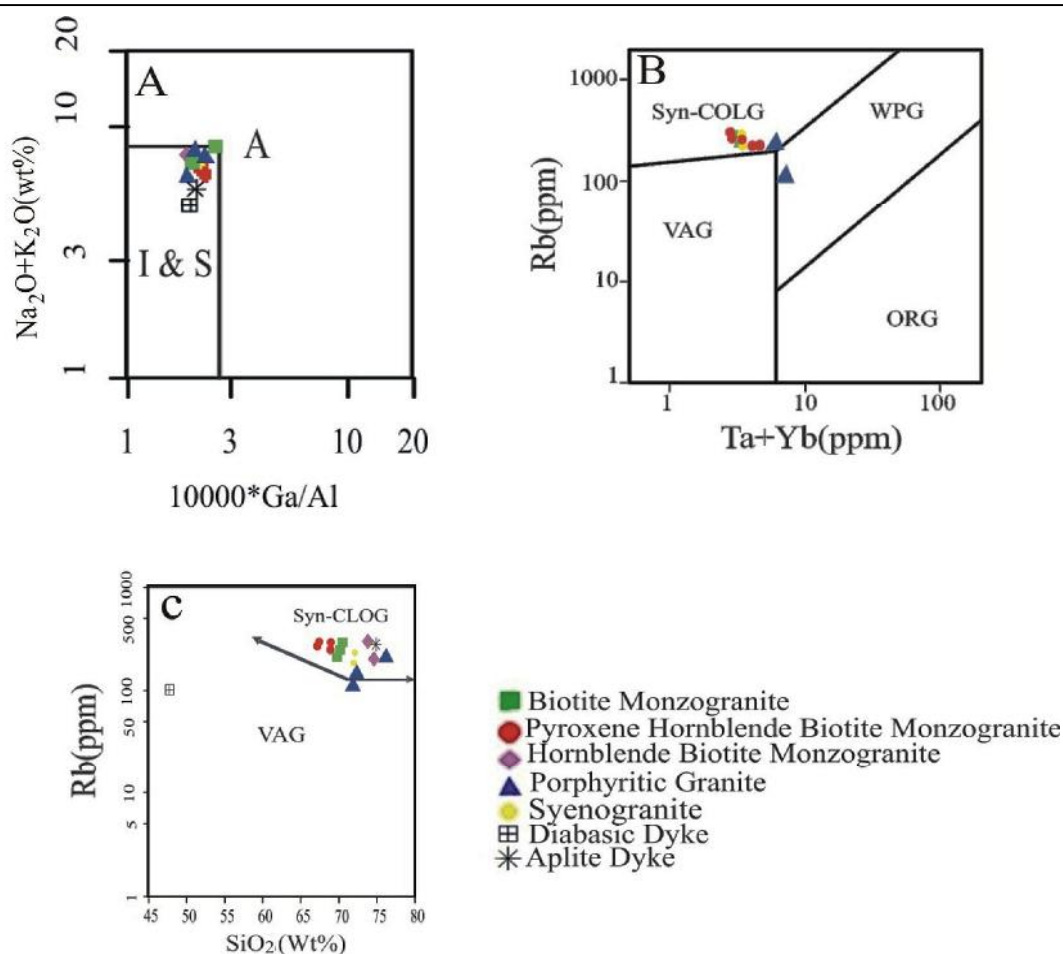 A
20
10
3
1
Na₂O+K₂O(wt%)
A
I & S
1 3 10 20
10000*Ga/Al
B
1000
100
10
1
Rb(ppm)
Syn-COLG
WPG
VAG
ORG
1 10 100
Ta+Yb(ppm)
c
1000
500
100
50
10
5
1
Rb(ppm)
Syn-CLOG
VAG
45 50 55 60 65 70 75 80
SiO₂(Wt%)
Biotite Monzogranite
Pyroxene Hornblende Biotite Monzogranite
Hornblende Biotite Monzogranite
Porphyritic Granite
Syenogranite
Diabasic Dyke
Aplite Dyke